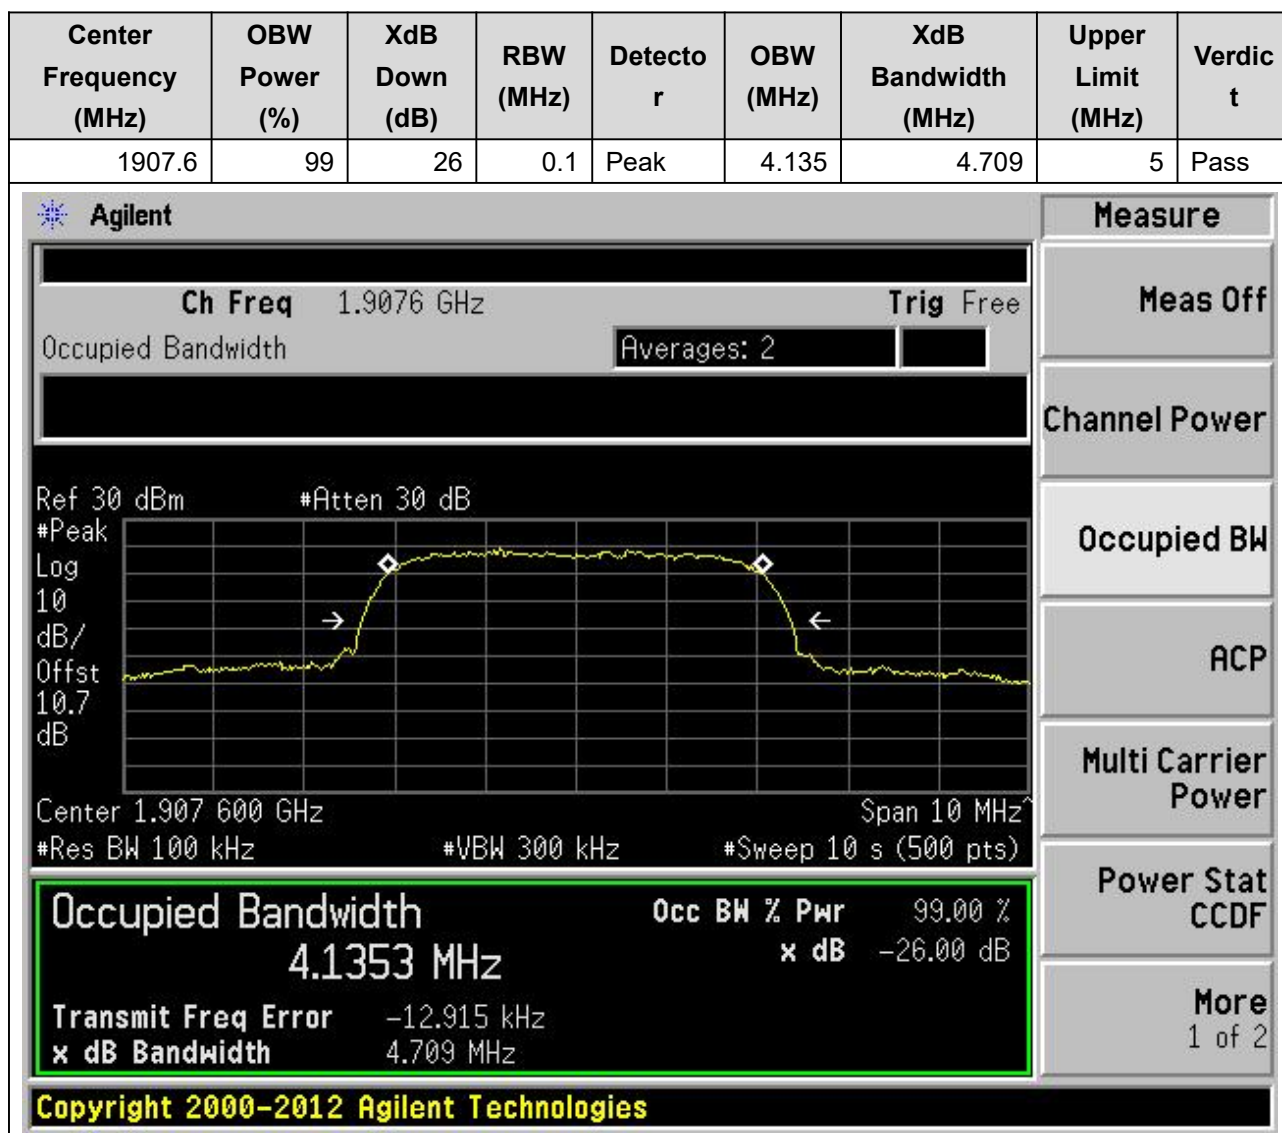 Center Frequency (MHz) OBW Power (%) XdB Down (dB) RBW (MHz) Detecto r OBW (MHz) XdB Bandwidth (MHz) Upper Limit (MHz) Verdic t
1907.6 99 26 0.1 Peak 4.135 4.709 5 Pass
Agilent
Measure
Ch Freq 1.9076 GHz Trig Free
Meas Off
Occupied Bandwidth Averages: 2
Channel Power
Ref 30 dBm #Atten 30 dB
#Peak
Log
10
dB/
Offst
10.7
dB
Occupied BW
ACP
Multi Carrier
Power
Center 1.907 600 GHz Span 10 MHz^
#Res BW 100 kHz #VBW 300 kHz #Sweep 10 s (500 pts)
Power Stat
CCDF
Occupied Bandwidth Occ BW % Pwr 99.00 %
4.1353 MHz x dB -26.00 dB
Transmit Freq Error -12.915 kHz
x dB Bandwidth 4.709 MHz
More
1 of 2
Copyright 2000-2012 Agilent Technologies